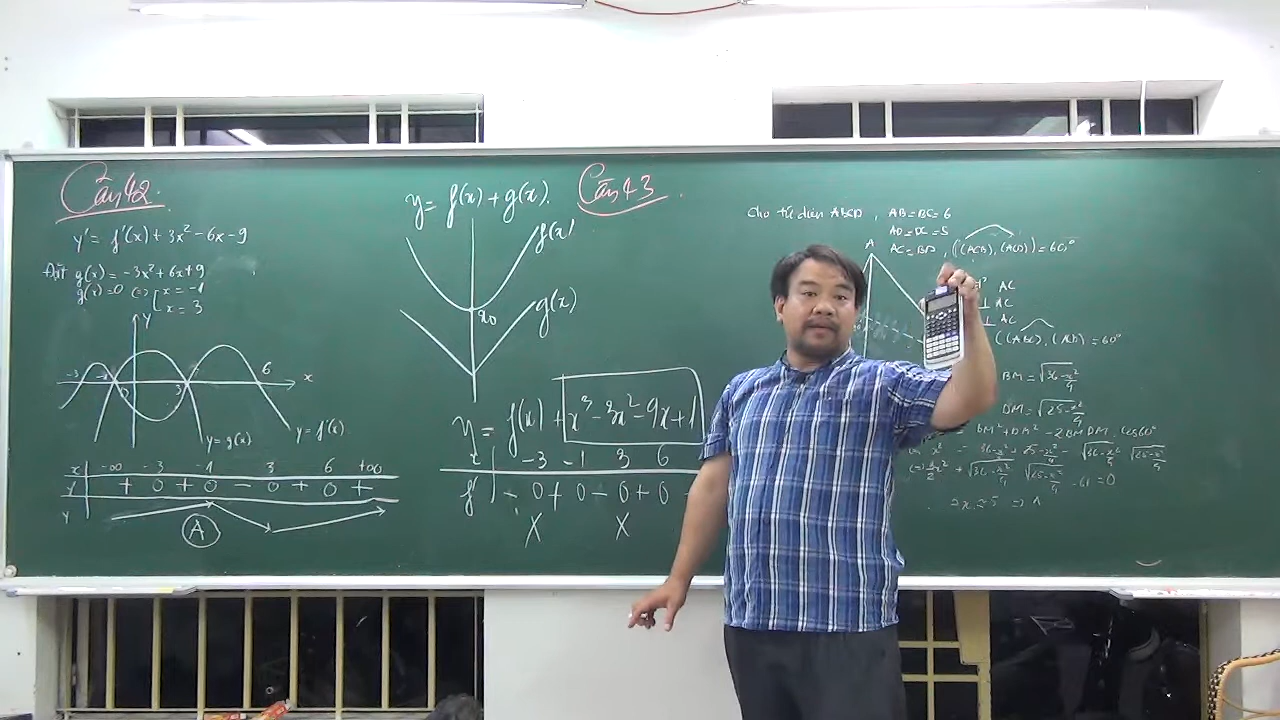 Câu 42.
y' = f'(x) + 3x² - 6x - 9
Đặt g(x) = -3x² + 6x + 9
g(x) = 0 (=) [ x = -1
x = 3
y
-3
3
6
x
y = g(x)
y = f'(x)
x -∞ -3 -1 3 6 +∞
y' + 0 + 0 - 0 + 0 +
y
A
y = f(x) + g(x).
f(x)
x₀
g(x)
y = f(x) + x³ - 3x² - 9x + 1
x -3 -1 3 6
f' - 0 + 0 - 0 + 0
X X
Câu 43.
Cho tứ diện ABCD, AB = BC = 6
AD = DC = 5
AC = BD, ((ACB), (ACD)) = 60°
A
AC
⊥ AC
⊥ AC
((ABC), (ACD)) = 60°
BM = √36-x²/4
DM = √25-x²/4
= BM² + DM² - 2BM.DM.cos60°